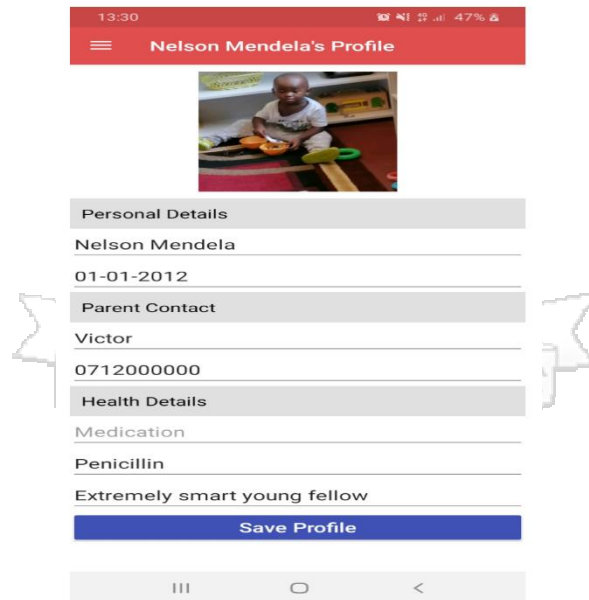 13:30
47%
Nelson Mendela's Profile
Personal Details
Nelson Mendela
01-01-2012
Parent Contact
Victor
0712000000
Health Details
Medication
Penicillin
Extremely smart young fellow
Save Profile